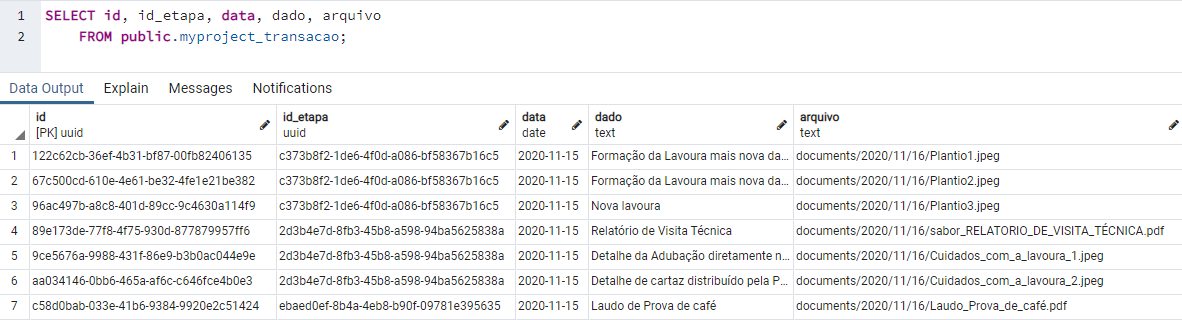 1 SELECT id, id_etapa, data, dado, arquivo
2 FROM public.myproject_transacao;
Data Output Explain Messages Notifications
id id_etapa data dado arquivo
[PK] uuid uuid date text text
1 122c62cb-36ef-4b31-bf87-00fb82406135 c373b8f2-1de6-4f0d-a086-bf58367b16c5 2020-11-15 Formação da Lavoura mais nova da... documents/2020/11/16/Plantio1.jpeg
2 67c500cd-610e-4e61-be32-4fe1e21be382 c373b8f2-1de6-4f0d-a086-bf58367b16c5 2020-11-15 Formação da Lavoura mais nova da... documents/2020/11/16/Plantio2.jpeg
3 96ac497b-a8c8-401d-89cc-9c4630a114f9 c373b8f2-1de6-4f0d-a086-bf58367b16c5 2020-11-15 Nova lavoura documents/2020/11/16/Plantio3.jpeg
4 89e173de-77f8-4f75-930d-877879957ff6 2d3b4e7d-8fb3-45b8-a598-94ba5625838a 2020-11-15 Relatório de Visita Técnica documents/2020/11/16/sabor_RELATORIO_DE_VISITA_TÉCNICA.pdf
5 9ce5676a-9988-431f-86e9-b3b0ac044e9e 2d3b4e7d-8fb3-45b8-a598-94ba5625838a 2020-11-15 Detalhe da Adubação diretamente n... documents/2020/11/16/Cuidados_com_a_lavoura_1.jpeg
6 aa034146-0bb6-465a-af6c-c646fce4b0e3 2d3b4e7d-8fb3-45b8-a598-94ba5625838a 2020-11-15 Detalhe de cartaz distribuído pela P... documents/2020/11/16/Cuidados_com_a_lavoura_2.jpeg
7 c58d0bab-033e-41b6-9384-9920e2c51424 ebaed0ef-8b4a-4eb8-b90f-09781e395635 2020-11-15 Laudo de Prova de café documents/2020/11/16/Laudo_Prova_de_café.pdf